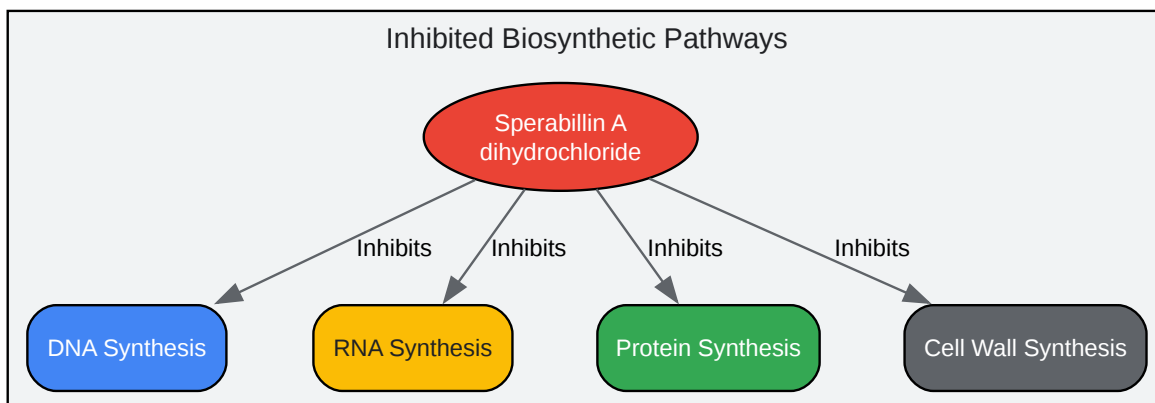 Inhibited Biosynthetic Pathways
Sperabillin A
dihydrochloride
Inhibits
Inhibits
Inhibits
Inhibits
DNA Synthesis
RNA Synthesis
Protein Synthesis
Cell Wall Synthesis